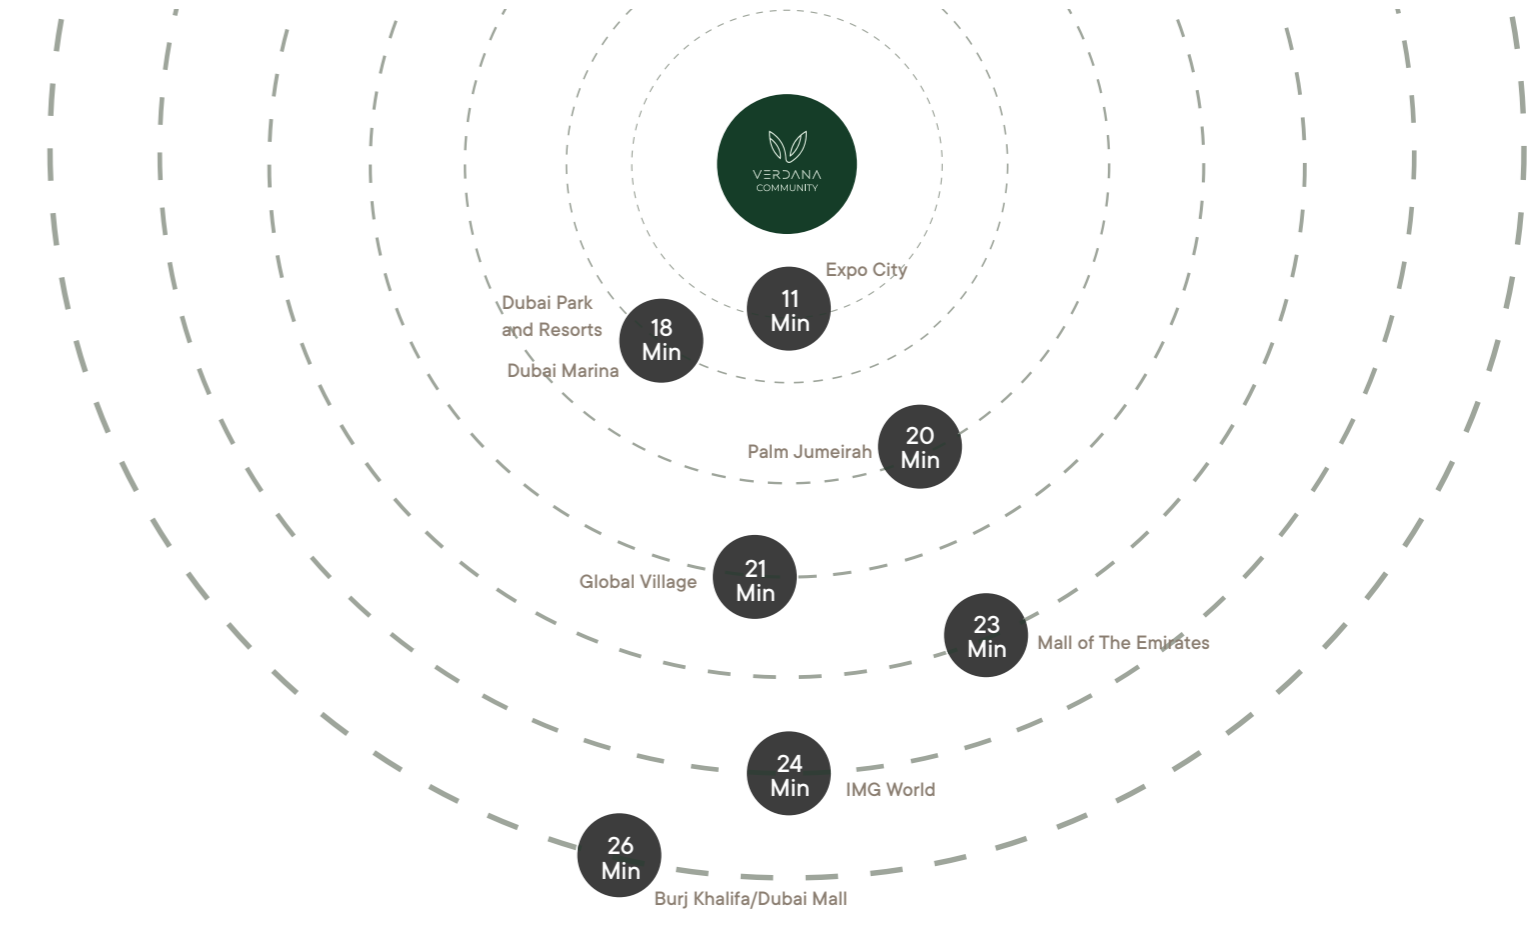 VERDANA
COMMUNITY
Expo City
11
Min
Dubai Park
and Resorts
18
Min
Dubai Marina
20
Min
Palm Jumeirah
21
Min
Global Village
23
Min
Mall of The Emirates
24
Min
IMG World
26
Min
Burj Khalifa/Dubai Mall